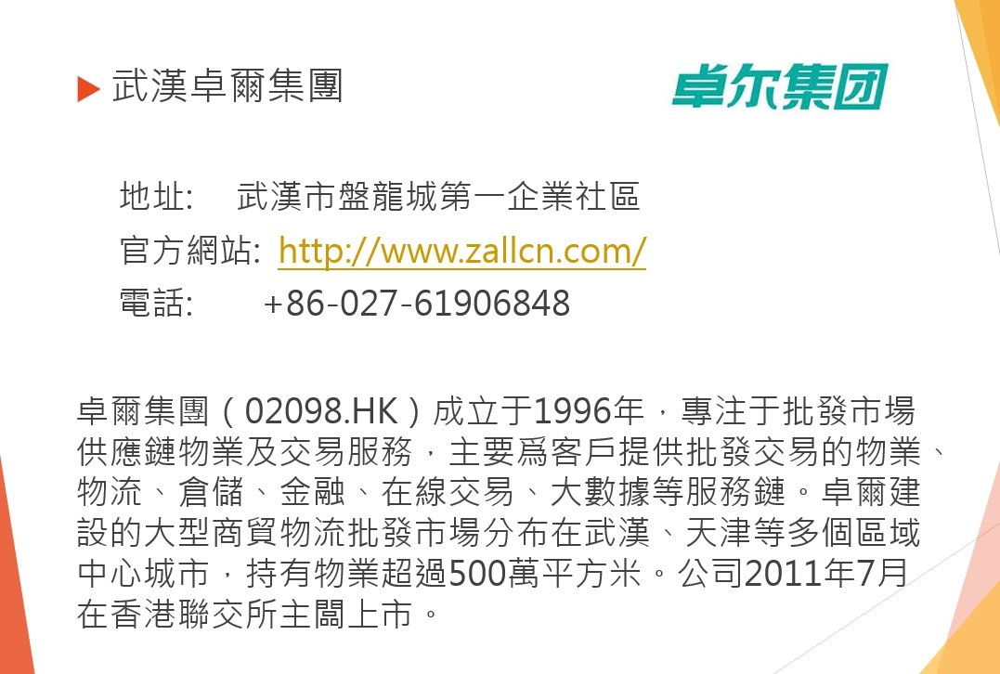 武漢卓爾集團
卓尔集团
地址: 武漢市盤龍城第一企業社區
官方網站: http://www.zallcn.com/
電話: +86-027-61906848
卓爾集團（02098.HK）成立于1996年，專注于批發市場
供應鏈物業及交易服務，主要爲客戶提供批發交易的物業、
物流、倉儲、金融、在線交易、大數據等服務鏈。卓爾建
設的大型商貿物流批發市場分布在武漢、天津等多個區域
中心城市，持有物業超過500萬平方米。公司2011年7月
在香港聯交所主闆上市。